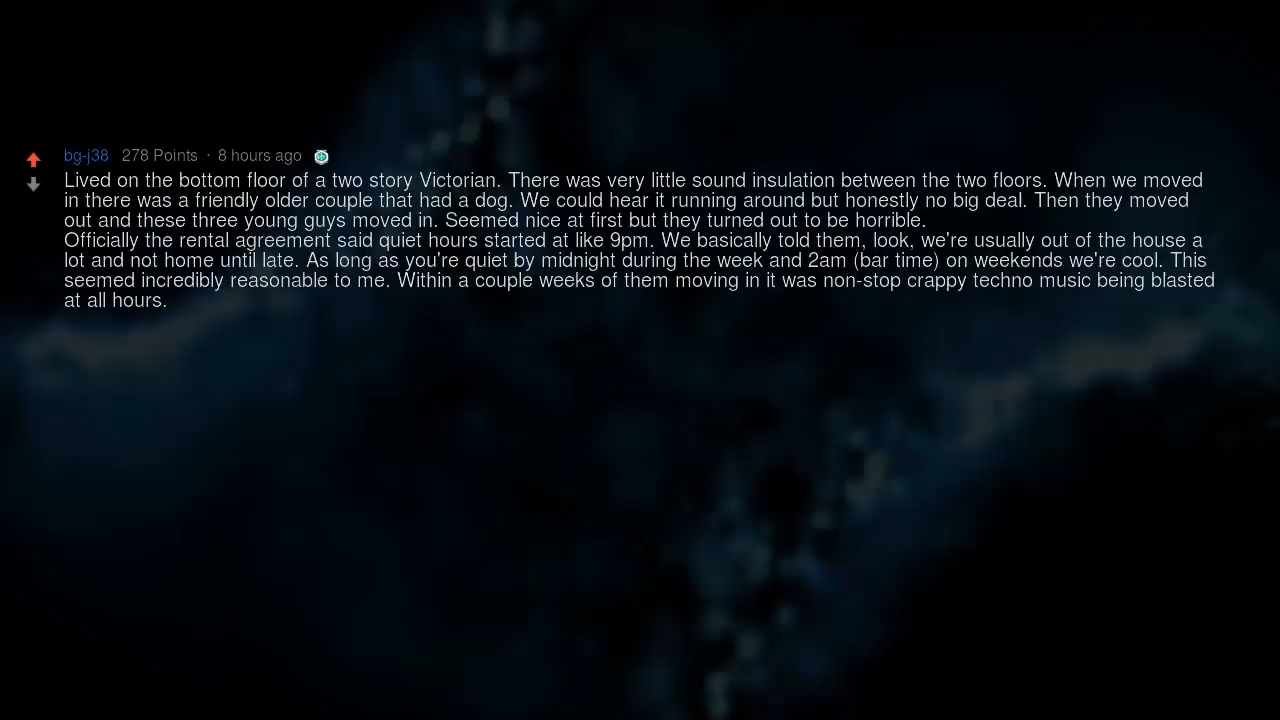 bg-j38 278 Points · 8 hours ago
Lived on the bottom floor of a two story Victorian. There was very little sound insulation between the two floors. When we moved
in there was a friendly older couple that had a dog. We could hear it running around but honestly no big deal. Then they moved
out and these three young guys moved in. Seemed nice at first but they turned out to be horrible.
Officially the rental agreement said quiet hours started at like 9pm. We basically told them, look, we're usually out of the house a
lot and not home until late. As long as you're quiet by midnight during the week and 2am (bar time) on weekends we're cool. This
seemed incredibly reasonable to me. Within a couple weeks of them moving in it was non-stop crappy techno music being blasted
at all hours.